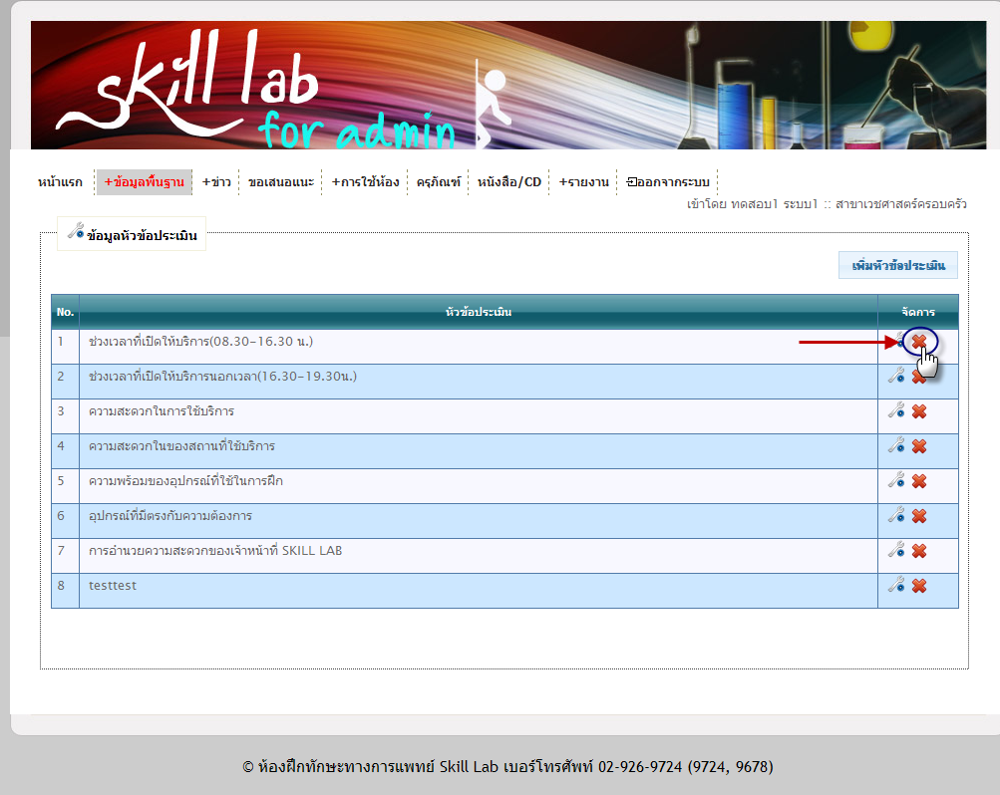 skill lab
for admin
หน้าแรก +ข้อมูลพื้นฐาน +ข่าว ขอเสนอแนะ +การใช้ห้อง ครุภัณฑ์ หนังสือ/CD +รายงาน ออกจากระบบ
เข้าโดย ทดสอบ1 ระบบ1 :: สาขาเวชศาสตร์ครอบครัว
ข้อมูลหัวข้อประเมิน
เพิ่มหัวข้อประเมิน
No. หัวข้อประเมิน จัดการ
1 ช่วงเวลาที่เปิดให้บริการ(08.30-16.30 น.)
2 ช่วงเวลาที่เปิดให้บริการนอกเวลา(16.30-19.30น.)
3 ความสะดวกในการใช้บริการ
4 ความสะดวกในของสถานที่ใช้บริการ
5 ความพร้อมของอุปกรณ์ที่ใช้ในการฝึก
6 อุปกรณ์ที่มีตรงกับความต้องการ
7 การอำนวยความสะดวกของเจ้าหน้าที่ SKILL LAB
8 testtest
© ห้องฝึกทักษะทางการแพทย์ Skill Lab เบอร์โทรศัพท์ 02-926-9724 (9724, 9678)